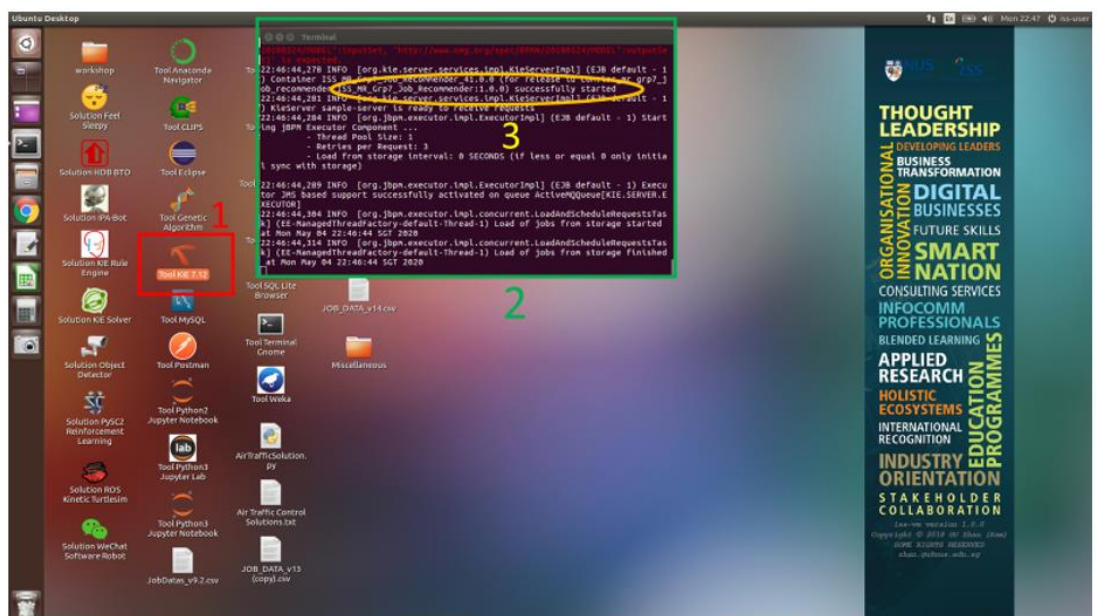 Ubuntu Desktop
En
Mon 22:47
iss-user
workshop
Tool Anaconda
Navigator
Solution Feel
Sleepy
Tool CLIPS
Solution HDB BTO
Tool Eclipse
Solution iPA-Bot
Tool Genetic
Algorithm
1
Solution KIE Rule
Engine
Tool KIE 7.12
Solution KIE Solver
Tool MySQL
Solution Object
Detector
Tool Postman
Solution PySC2
Reinforcement
Learning
Tool Python2
Jupyter Notebook
lab
Tool Python3
Jupyter Lab
Solution ROS
Kinetic Turtlesim
Tool Python3
Jupyter Notebook
Solution WeChat
Software Robot
JobDatas_v9.2.csv
Tool SQL Lite
Browser
JOB_DATA_v14.csv
Tool Terminal
Gnome
Miscellaneous
Tool Weka
AirTrafficSolution.
py
Air Traffic Control
Solutions.txt
JOB_DATA_v13
(copy).csv
Terminal
' is expected.
22:46:44,278 INFO [org.kie.server.services.impl.KieServerImpl] (EJB default - 1
) Container ISS_MR_Grp7_Job_Recommender_41.0.0 (for release id
ob_recommender(ISS_MR_Grp7_Job_Recommender:1.0.0) successfully started
22:46:44,281 INFO [org.kie.server.services.impl.KieServerImpl] (EJB default - 1
) KieServer sample-server is ready to receive requests
22:46:44,284 INFO [org.jbpm.executor.impl.ExecutorImpl] (EJB default - 1) Start
ing jBPM Executor Component ...
- Thread Pool Size: 1
- Retries per Request: 3
- Load from storage interval: 0 SECONDS (if less or equal 0 only initia
l sync with storage)
22:46:44,289 INFO [org.jbpm.executor.impl.ExecutorImpl] (EJB default - 1) Execu
tor JMS based support successfully activated on queue ActiveMQQueue[KIE.SERVER.E
XECUTOR]
22:46:44,304 INFO [org.jbpm.executor.impl.concurrent.LoadAndScheduleRequestsTas
k] (EE-ManagedThreadFactory-default-Thread-1) Load of jobs from storage started
at Mon May 04 22:46:44 SGT 2020
22:46:44,314 INFO [org.jbpm.executor.impl.concurrent.LoadAndScheduleRequestsTas
k] (EE-ManagedThreadFactory-default-Thread-1) Load of jobs from storage finished
at Mon May 04 22:46:44 SGT 2020
3
2
NUS
ISS
THOUGHT
LEADERSHIP
DEVELOPING LEADERS
BUSINESS
TRANSFORMATION
ORGANISATIONAL
INNOVATION
DIGITAL
BUSINESSES
FUTURE SKILLS
SMART
NATION
CONSULTING SERVICES
INFOCOMM
PROFESSIONALS
BLENDED LEARNING
APPLIED
RESEARCH
HOLISTIC
ECOSYSTEMS
INTERNATIONAL
RECOGNITION
EDUCATION
PROGRAMMES
INDUSTRY
ORIENTATION
STAKEHOLDER
COLLABORATION
iss-vm version 1.0.0
SOME RIGHTS RESERVED